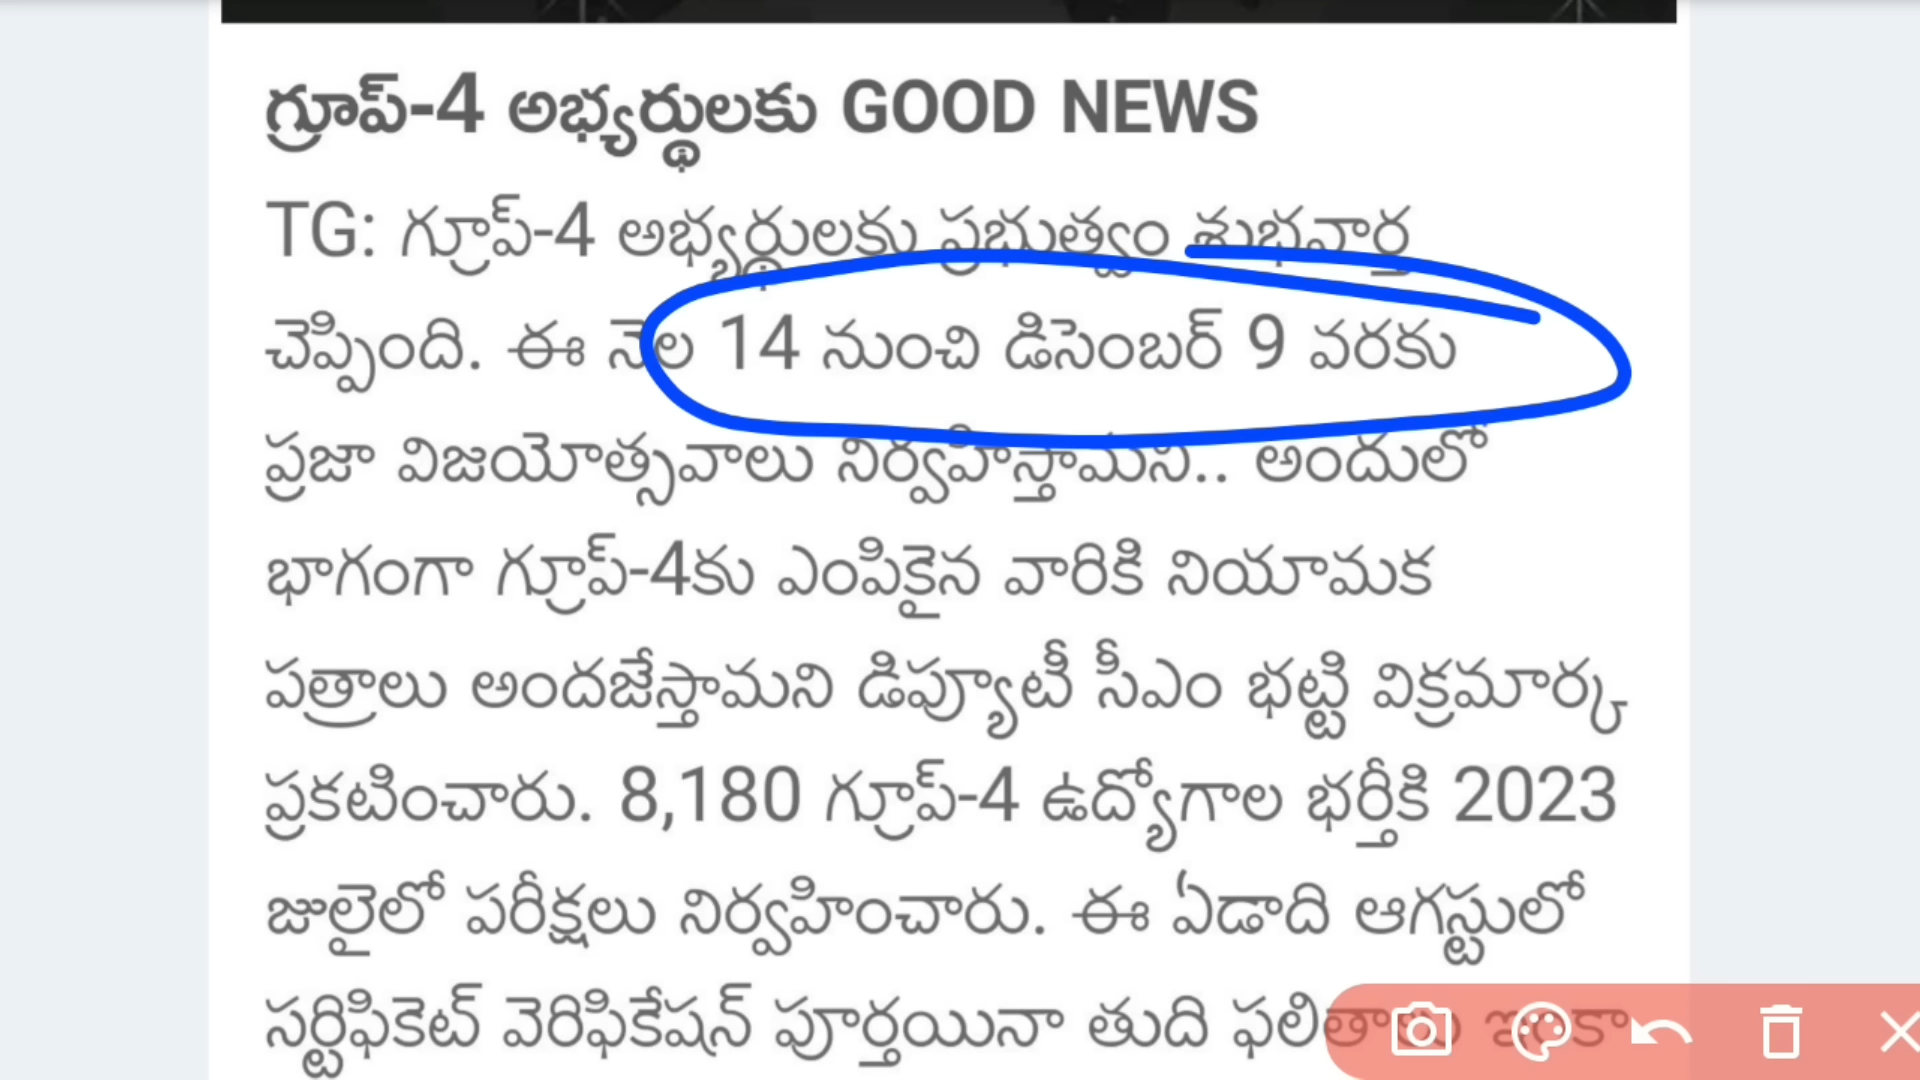 గ్రూప్-4 అభ్యర్థులకు GOOD NEWS
TG: గ్రూప్-4 అభ్యర్థులకు ప్రభుత్వం శుభవార్త
చెప్పింది. ఈ నెల 14 నుంచి డిసెంబర్ 9 వరకు
ప్రజా విజయోత్సవాలు నిర్వహిస్తామని.. అందులో
భాగంగా గ్రూప్-4కు ఎంపికైన వారికి నియామక
పత్రాలు అందజేస్తామని డిప్యూటీ సీఎం భట్టి విక్రమార్క
ప్రకటించారు. 8,180 గ్రూప్-4 ఉద్యోగాల భర్తీకి 2023
జులైలో పరీక్షలు నిర్వహించారు. ఈ ఏడాది ఆగస్టులో
సర్టిఫికెట్ వెరిఫికేషన్ పూర్తయినా తుది ఫలితాలు ఇంకా